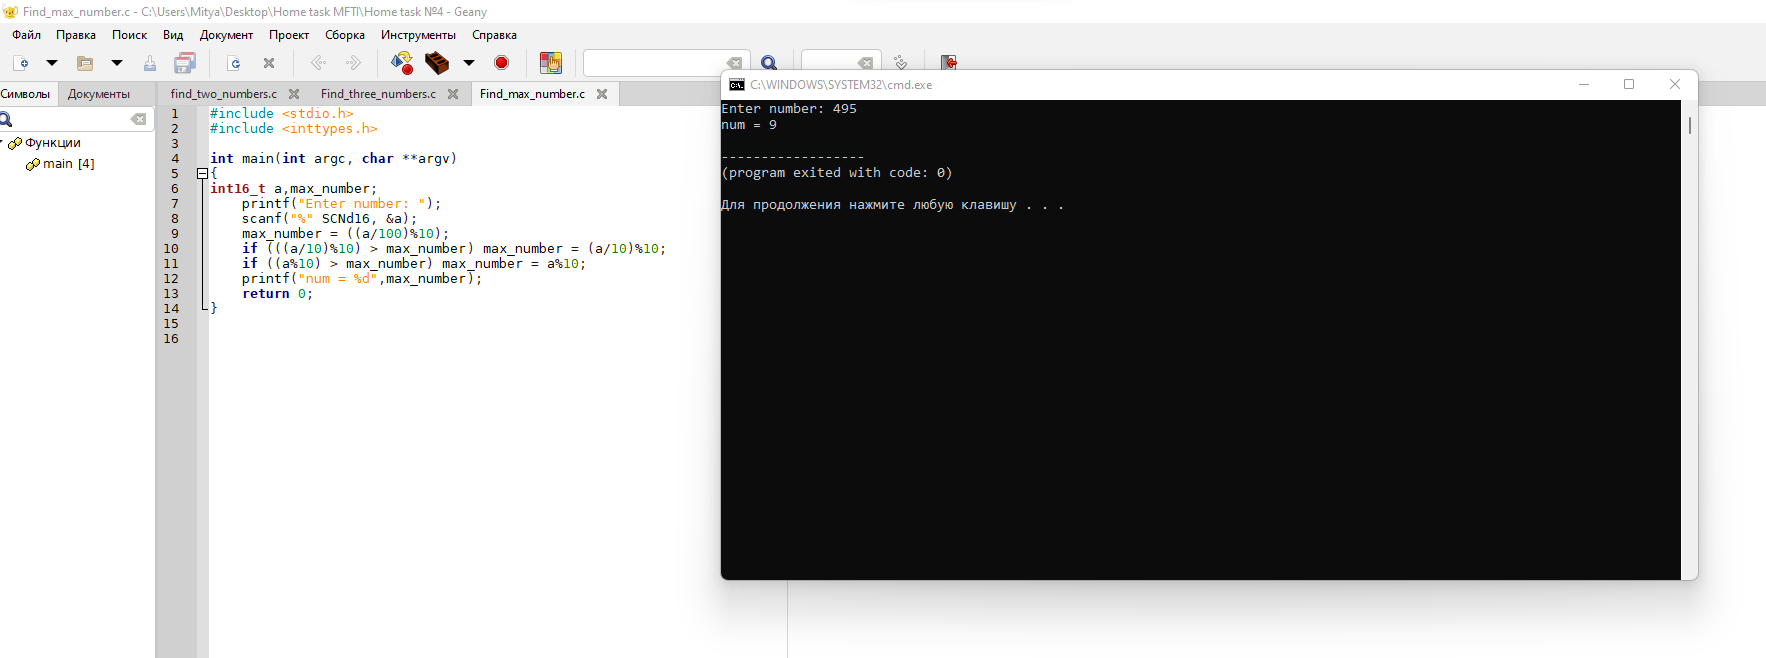 Find_max_number.c - C:\Users\Mitya\Desktop\Home task MFTI\Home task №4 - Geany
Файл Правка Поиск Вид Документ Проект Сборка Инструменты Справка
Символы Документы
find_two_numbers.c Find_three_numbers.c Find_max_number.c
Функции
main [4]
1 #include <stdio.h>
2 #include <inttypes.h>
3
4 int main(int argc, char **argv)
5 {
6 int16_t a,max_number;
7 printf("Enter number: ");
8 scanf("%" SCNd16, &a);
9 max_number = ((a/100)%10);
10 if (((a/10)%10) > max_number) max_number = (a/10)%10;
11 if ((a%10) > max_number) max_number = a%10;
12 printf("num = %d",max_number);
13 return 0;
14 }
15
16
C:\WINDOWS\SYSTEM32\cmd.exe
Enter number: 495
num = 9
------------------
(program exited with code: 0)
Для продолжения нажмите любую клавишу . . .